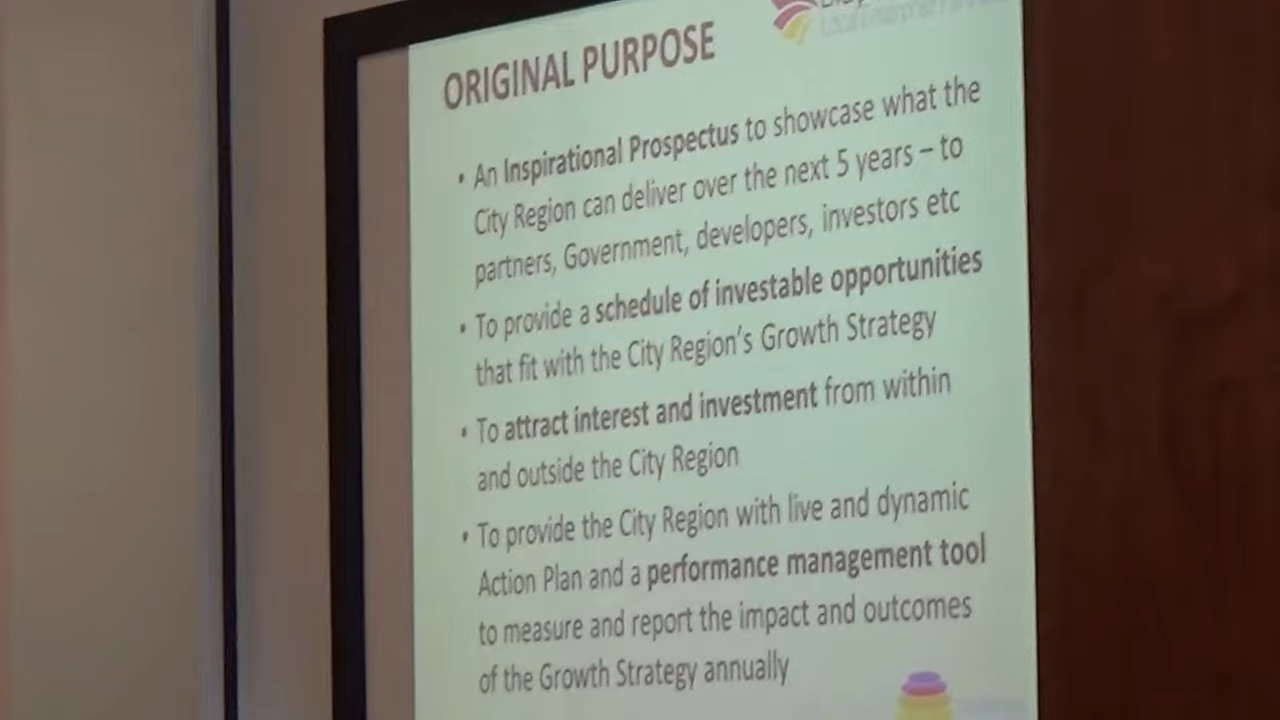 ORIGINAL PURPOSE
• An Inspirational Prospectus to showcase what the
City Region can deliver over the next 5 years – to
partners, Government, developers, investors etc
• To provide a schedule of investable opportunities
that fit with the City Region's Growth Strategy
• To attract interest and investment from within
and outside the City Region
• To provide the City Region with live and dynamic
Action Plan and a performance management tool
to measure and report the impact and outcomes
of the Growth Strategy annually